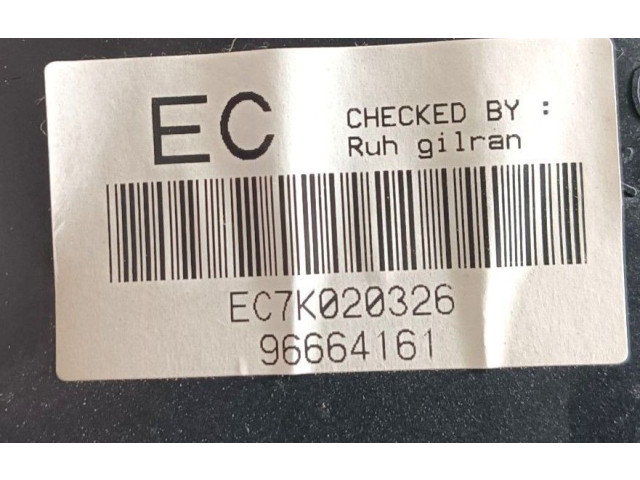 EC
CHECKED BY :
Ruh gilran
EC7K020326
96664161